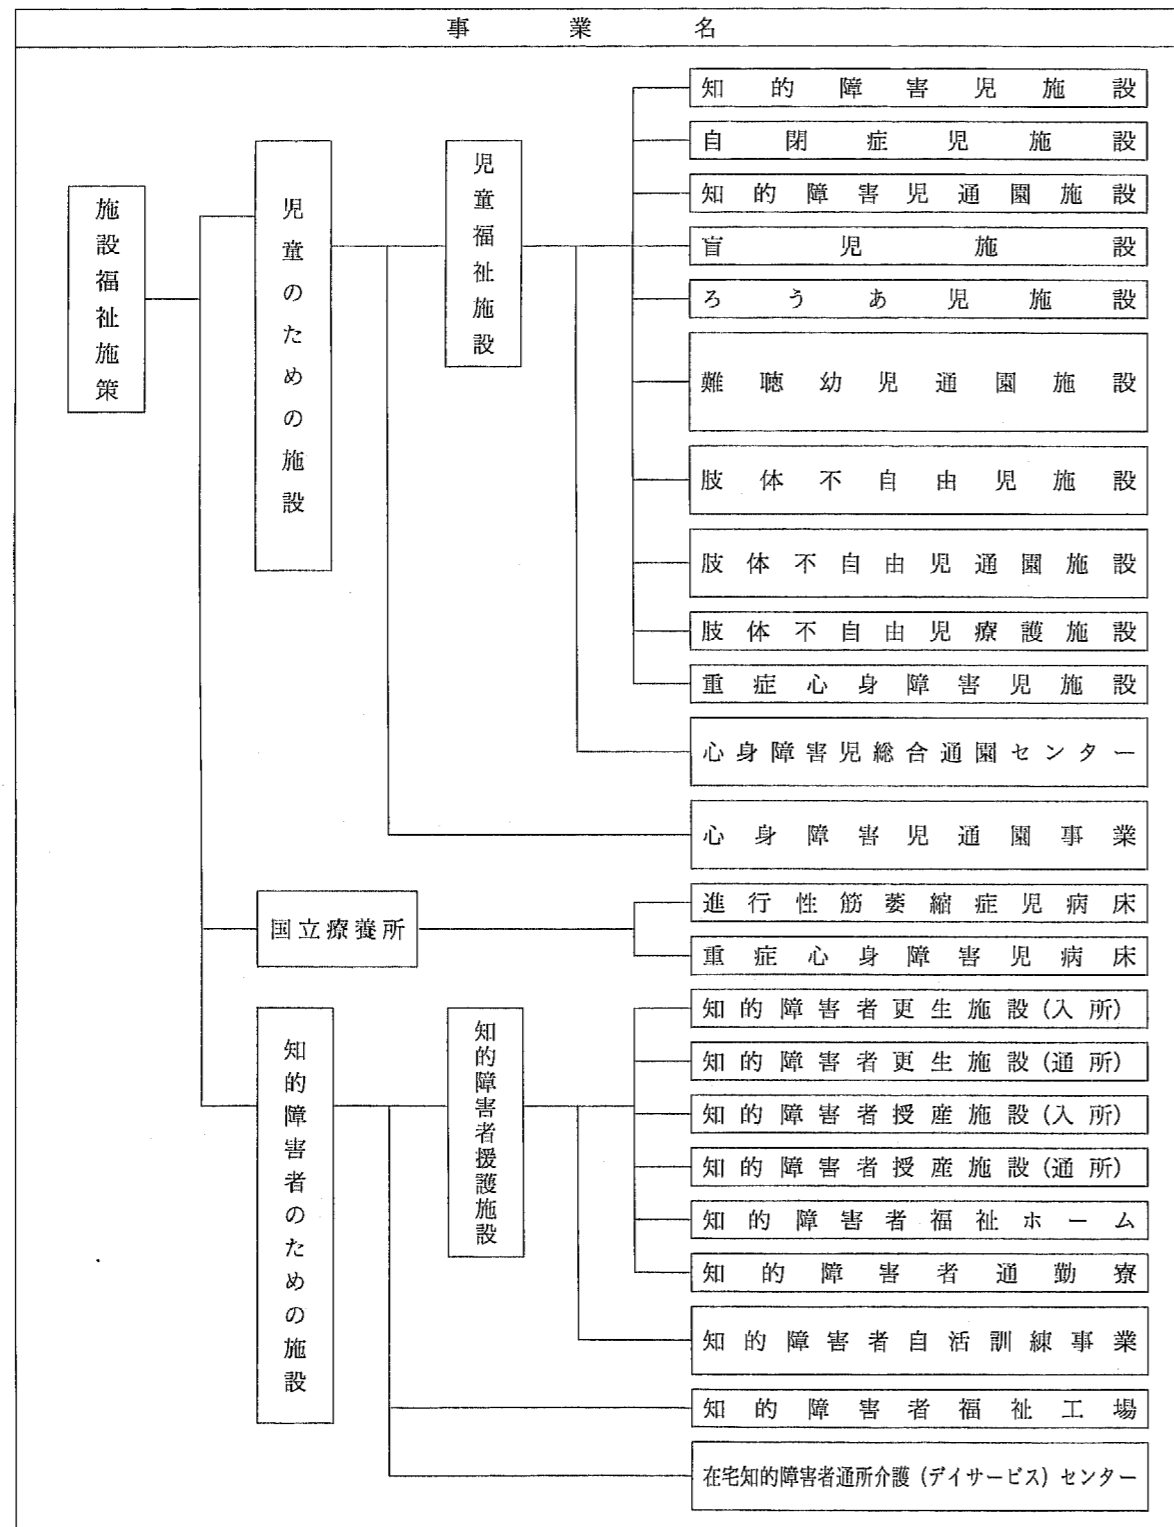 事業名
施設福祉施策
児童のための施設
児童福祉施設
知的障害児施設
自閉症児施設
知的障害児通園施設
盲児施設
ろうあ児施設
難聴幼児通園施設
肢体不自由児施設
肢体不自由児通園施設
肢体不自由児療護施設
重症心身障害児施設
心身障害児総合通園センター
心身障害児通園事業
国立療養所
進行性筋萎縮症児病床
重症心身障害児病床
知的障害者のための施設
知的障害者援護施設
知的障害者更生施設(入所)
知的障害者更生施設(通所)
知的障害者授産施設(入所)
知的障害者授産施設(通所)
知的障害者福祉ホーム
知的障害者通勤寮
知的障害者自活訓練事業
知的障害者福祉工場
在宅知的障害者通所介護(デイサービス)センター